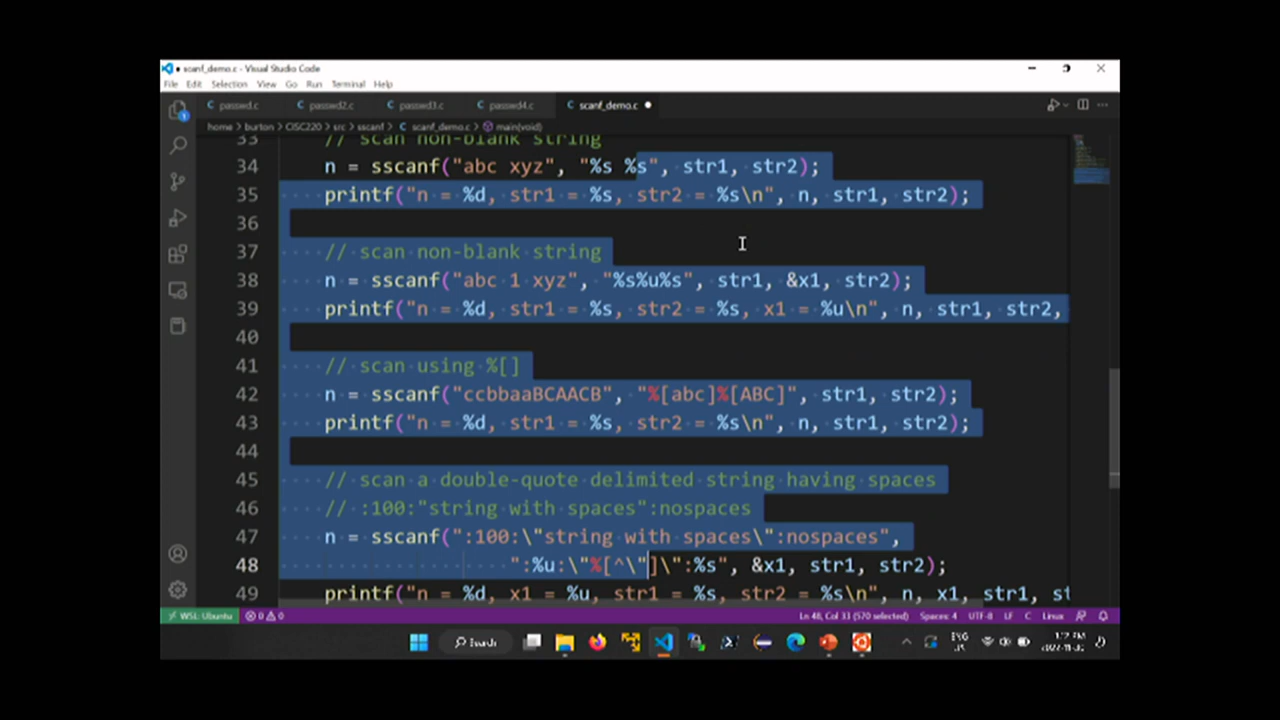 scanf_demo.c - Visual Studio Code
File Edit Selection View Go Run Terminal Help
passwd.c passwd2.c passwd3.c passwd4.c scanf_demo.c
home > burton > CISC220 > src > sscanf > scanf_demo.c > main(void)
33 // scan non-blank string
34 n = sscanf("abc xyz", "%s %s", str1, str2);
35 printf("n = %d, str1 = %s, str2 = %s\n", n, str1, str2);
36
37 // scan non-blank string
38 n = sscanf("abc 1 xyz", "%s%u%s", str1, &x1, str2);
39 printf("n = %d, str1 = %s, str2 = %s, x1 = %u\n", n, str1, str2,
40
41 // scan using %[]
42 n = sscanf("ccbbaaBCAACB", "%[abc]%[ABC]", str1, str2);
43 printf("n = %d, str1 = %s, str2 = %s\n", n, str1, str2);
44
45 // scan a double-quote delimited string having spaces
46 // :100:"string with spaces":nospaces
47 n = sscanf(":100:\"string with spaces\":nospaces",
48 ":%u:\"%[^\"]\":%s", &x1, str1, str2);
49 printf("n = %d, x1 = %u, str1 = %s, str2 = %s\n", n, x1, str1, st
WSL: Ubuntu 0 0 Ln 48, Col 33 (570 selected) Spaces: 4 UTF-8 LF C Linux
Search ENG